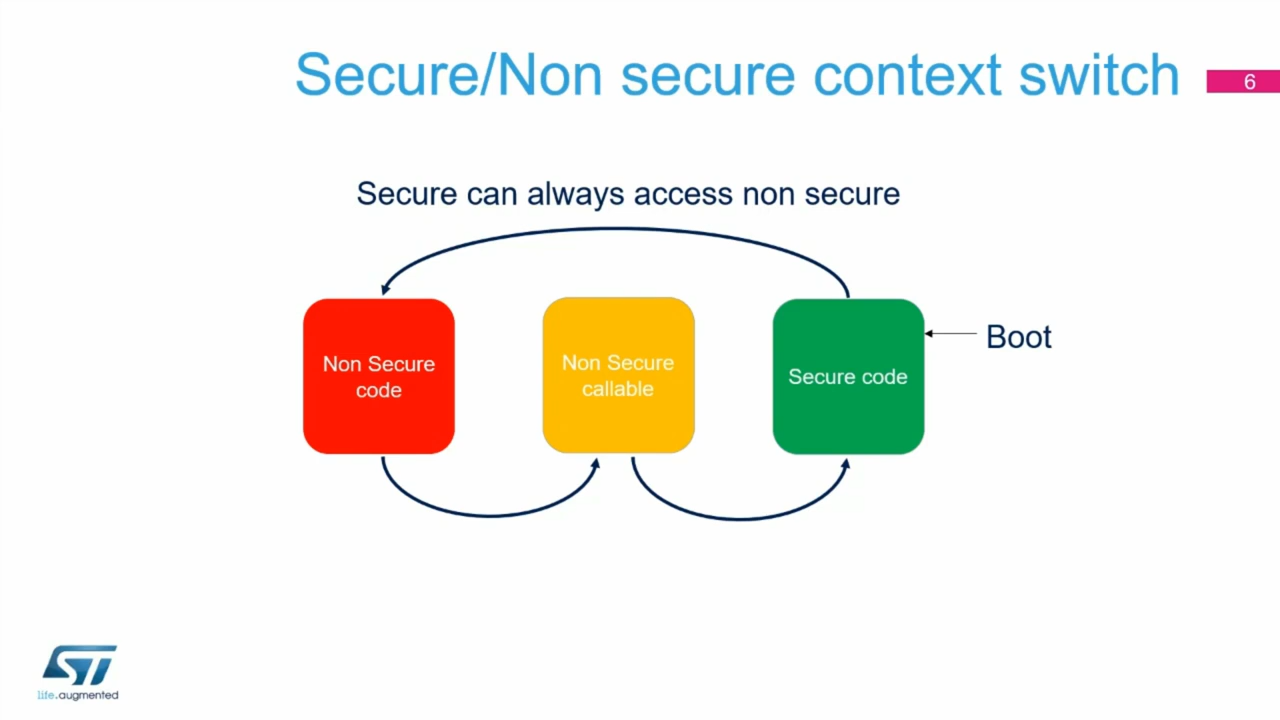 Secure/Non secure context switch
6
Secure can always access non secure
Non Secure
code
Non Secure
callable
Secure code
Boot
ST
life.augmented